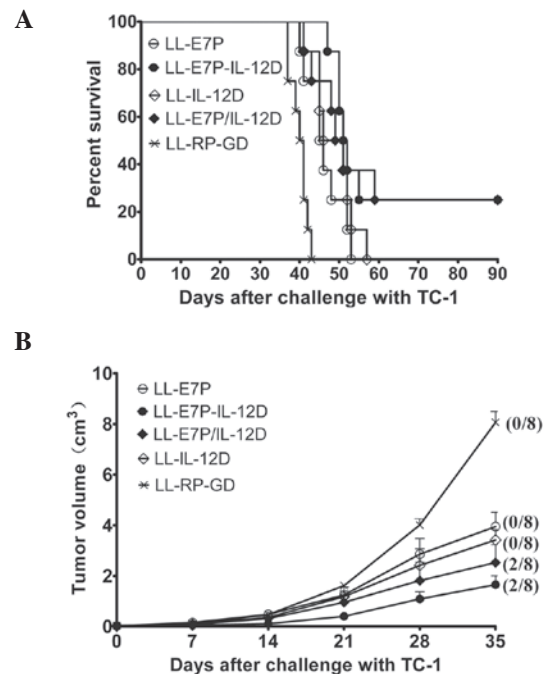 A
Percent survival
100
80
60
40
20
0
LL-E7P
LL-E7P-IL-12D
LL-IL-12D
LL-E7P/IL-12D
LL-RP-GD
0 10 20 30 40 50 60 70 80 90
Days after challenge with TC-1
B
Tumor volume (cm³)
10
8
6
4
2
0
LL-E7P
LL-E7P-IL-12D
LL-E7P/IL-12D
LL-IL-12D
LL-RP-GD
(0/8)
(0/8)
(0/8)
(2/8)
(2/8)
0 7 14 21 28 35
Days after challenge with TC-1